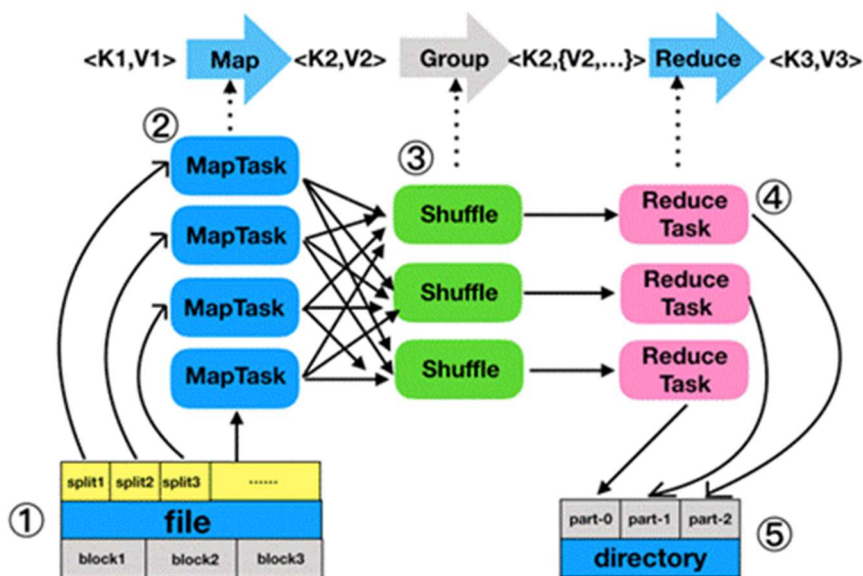 <K1,V1> Map <K2,V2> Group <K2,{V2,...}> Reduce <K3,V3>
②
MapTask
MapTask
MapTask
MapTask
③
Shuffle
Shuffle
Shuffle
④
Reduce
Task
Reduce
Task
Reduce
Task
①
split1 split2 split3 ......
file
block1 block2 block3
part-0 part-1 part-2
directory
⑤